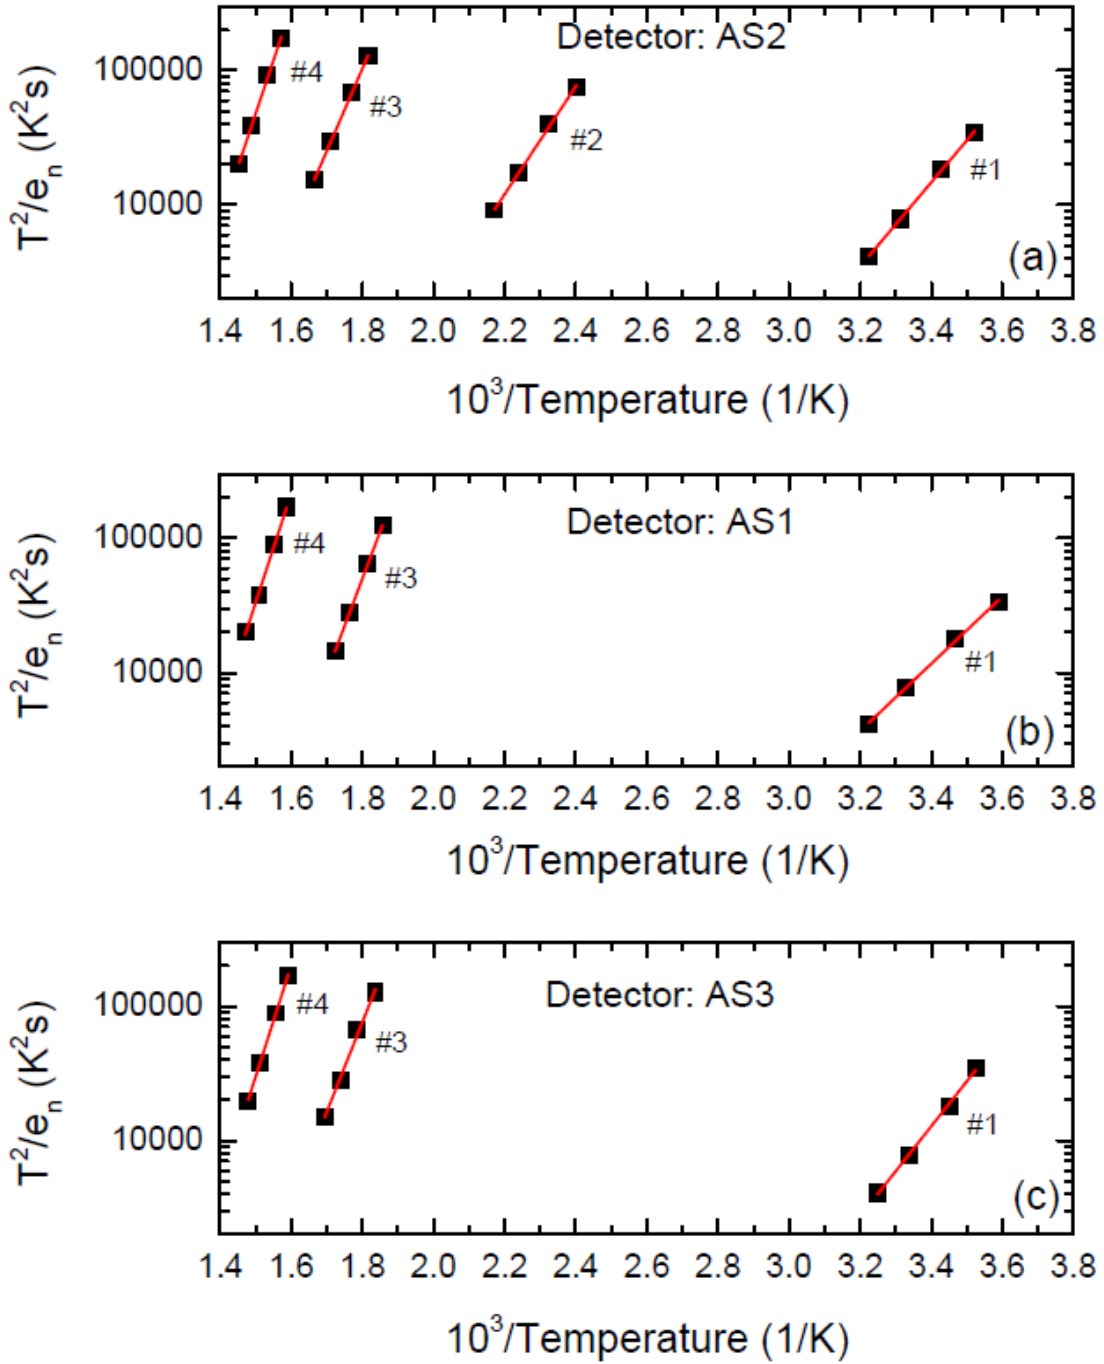 Detector: AS2
T²/eₙ (K²s)
100000
10000
#4
#3
#2
#1
(a)
1.4 1.6 1.8 2.0 2.2 2.4 2.6 2.8 3.0 3.2 3.4 3.6 3.8
10³/Temperature (1/K)
Detector: AS1
T²/eₙ (K²s)
100000
10000
#4
#3
#1
(b)
1.4 1.6 1.8 2.0 2.2 2.4 2.6 2.8 3.0 3.2 3.4 3.6 3.8
10³/Temperature (1/K)
Detector: AS3
T²/eₙ (K²s)
100000
10000
#4
#3
#1
(c)
1.4 1.6 1.8 2.0 2.2 2.4 2.6 2.8 3.0 3.2 3.4 3.6 3.8
10³/Temperature (1/K)